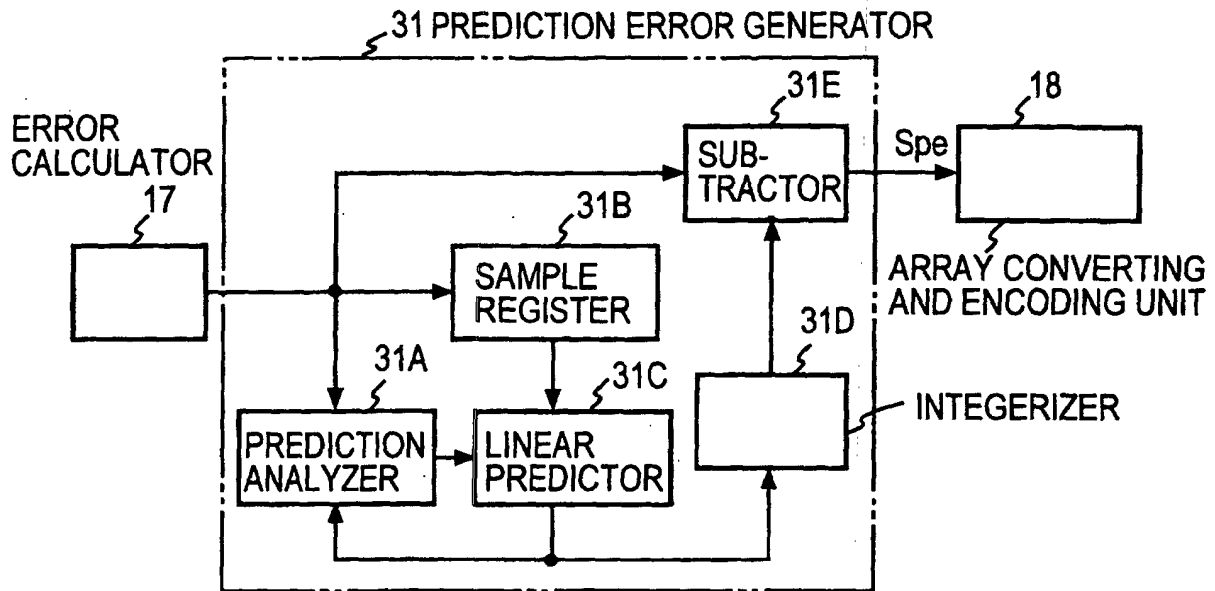 31 PREDICTION ERROR GENERATOR
31E
18
ERROR
CALCULATOR
17
SUB-
TRACTOR
Spe
31B
SAMPLE
REGISTER
ARRAY CONVERTING
AND ENCODING UNIT
31D
31A
31C
INTEGERIZER
PREDICTION
ANALYZER
LINEAR
PREDICTOR